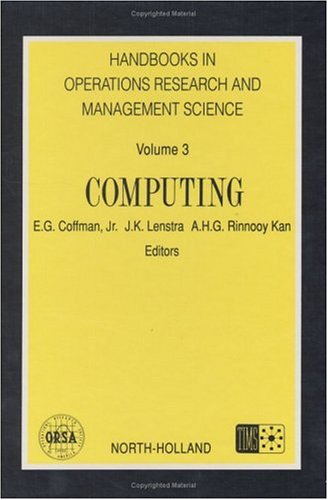 Copyrighted Material
HANDBOOKS IN
OPERATIONS RESEARCH AND
MANAGEMENT SCIENCE
Volume 3
COMPUTING
E.G. Coffman, Jr. J.K. Lenstra A.H.G. Rinnooy Kan
Editors
ORSA
TIMS
NORTH-HOLLAND
Copyrighted Material